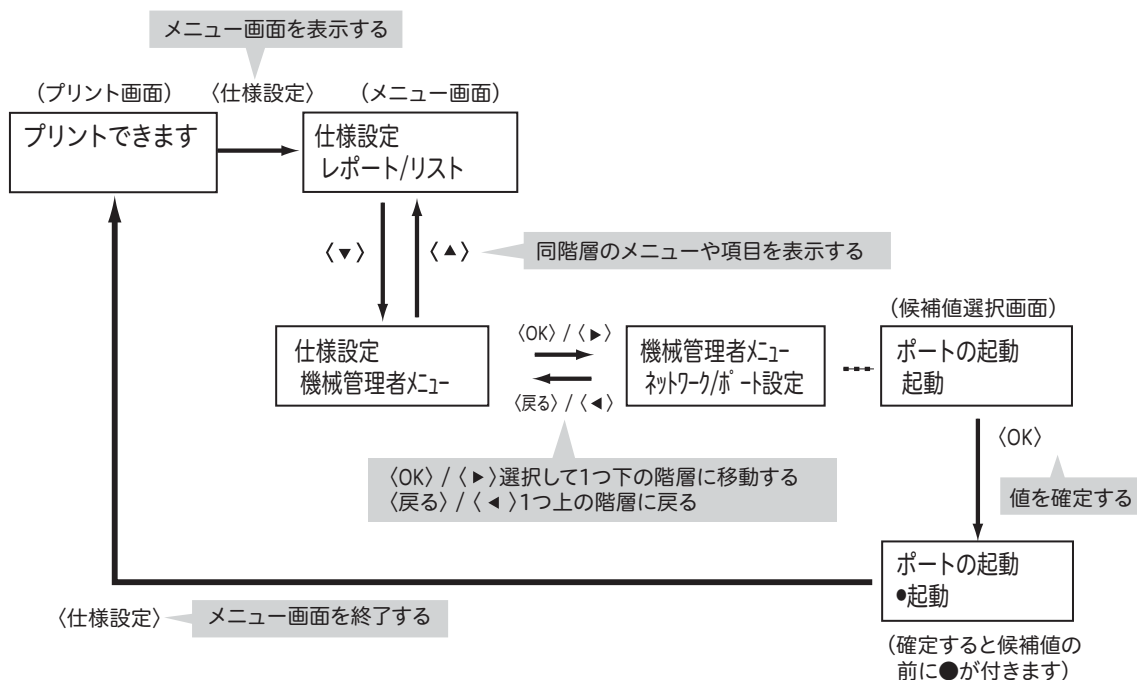 メニュー画面を表示する
(プリント画面) 〈仕様設定〉 (メニュー画面)
プリントできます
仕様設定
レポート/リスト
〈▼〉 〈▲〉 同階層のメニューや項目を表示する
仕様設定
機械管理者ﾒﾆｭｰ
〈OK〉 / 〈▶〉
〈戻る〉 / 〈◀〉
機械管理者ﾒﾆｭｰ
ﾈｯﾄﾜｰｸ/ﾎﾟｰﾄ設定
(候補値選択画面)
ポートの起動
起動
〈OK〉 / 〈▶〉選択して1つ下の階層に移動する
〈戻る〉 / 〈◀〉1つ上の階層に戻る
〈OK〉
値を確定する
ポートの起動
●起動
(確定すると候補値の
前に●が付きます)
〈仕様設定〉 メニュー画面を終了する